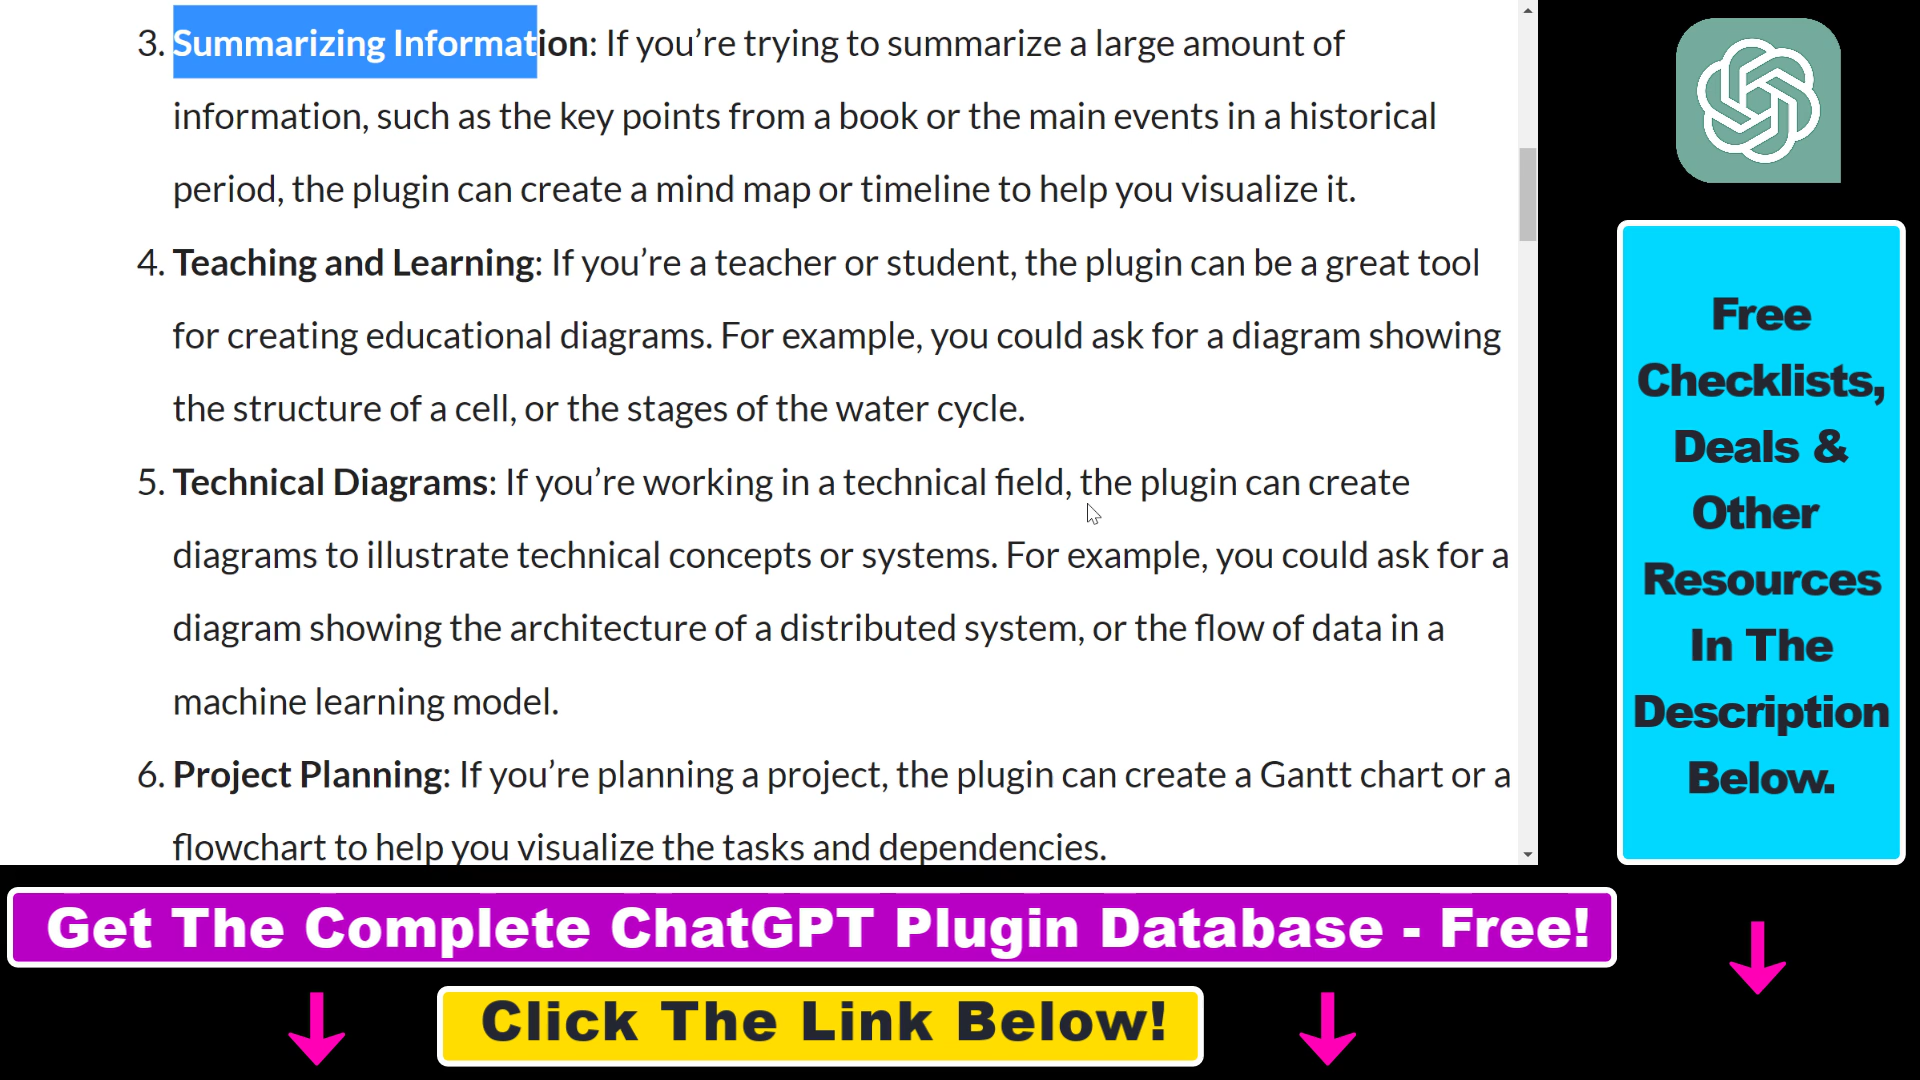 3. Summarizing Information: If you’re trying to summarize a large amount of
information, such as the key points from a book or the main events in a historical
period, the plugin can create a mind map or timeline to help you visualize it.
4. Teaching and Learning: If you’re a teacher or student, the plugin can be a great tool
for creating educational diagrams. For example, you could ask for a diagram showing
the structure of a cell, or the stages of the water cycle.
5. Technical Diagrams: If you’re working in a technical field, the plugin can create
diagrams to illustrate technical concepts or systems. For example, you could ask for a
diagram showing the architecture of a distributed system, or the flow of data in a
machine learning model.
6. Project Planning: If you’re planning a project, the plugin can create a Gantt chart or a
flowchart to help you visualize the tasks and dependencies.
Free
Checklists,
Deals &
Other
Resources
In The
Description
Below.
Get The Complete ChatGPT Plugin Database - Free!
Click The Link Below!